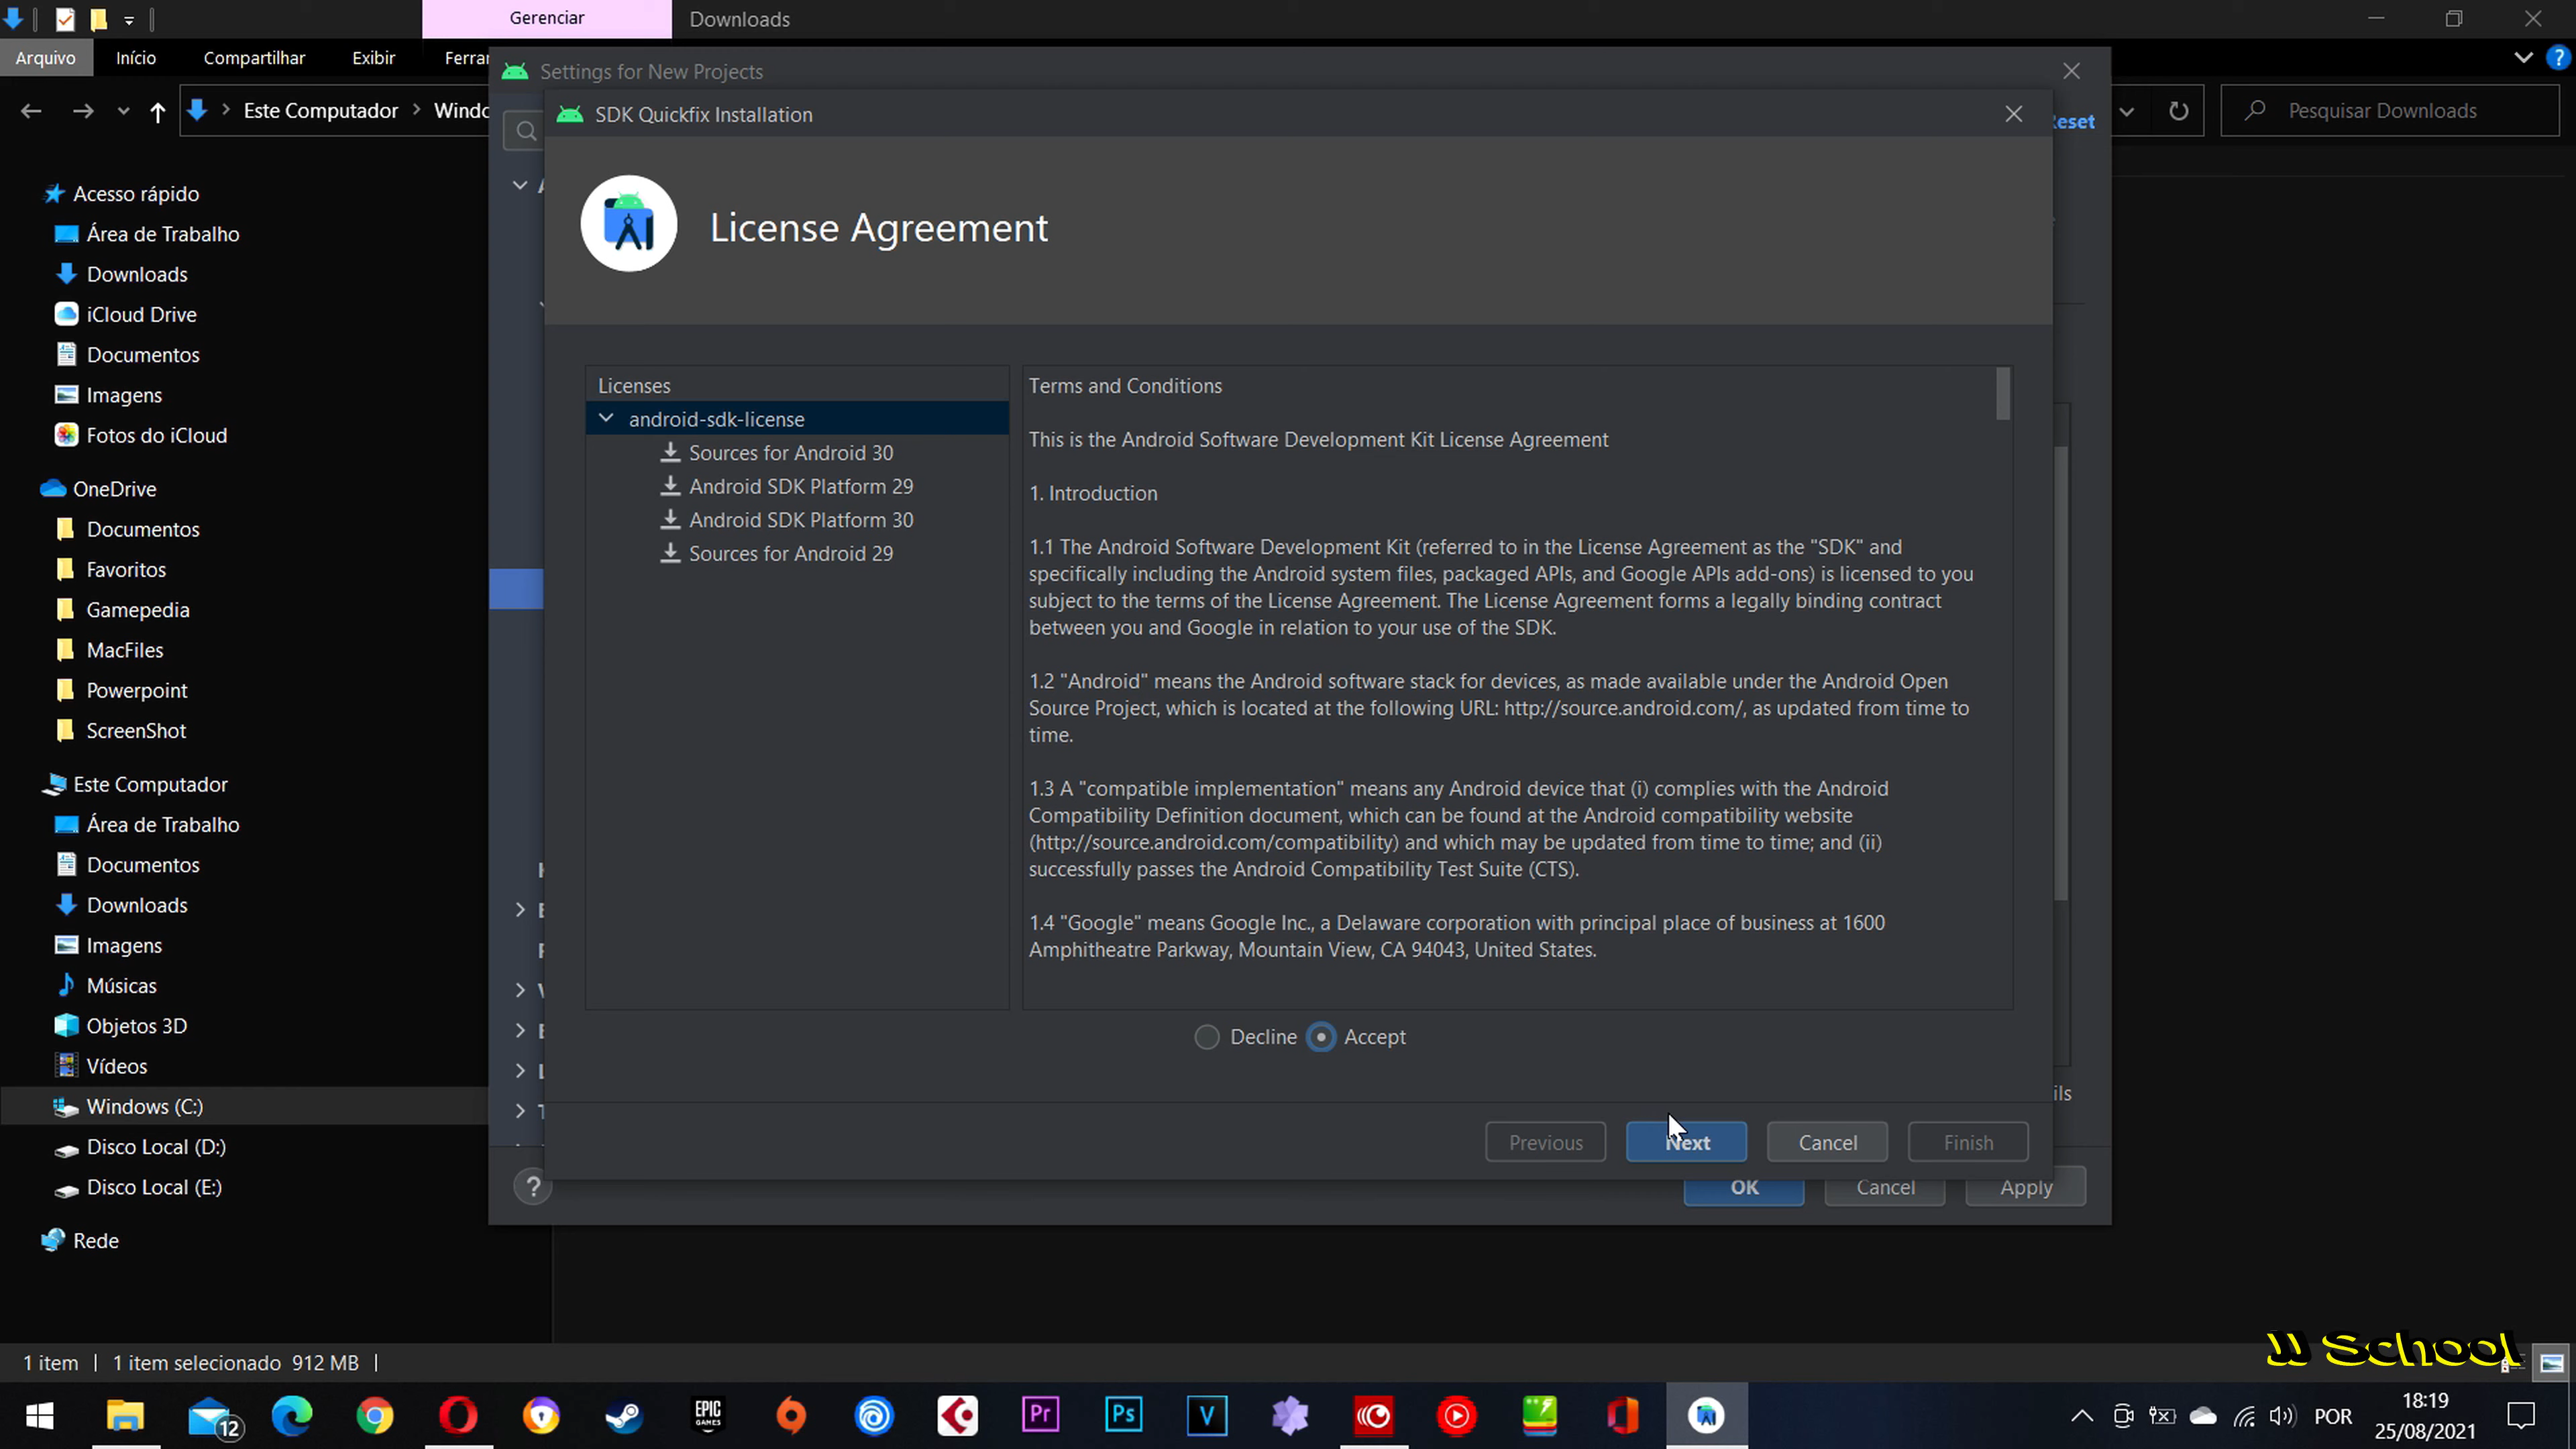 Gerenciar
Downloads
Arquivo
Início
Compartilhar
Exibir
Ferra
Settings for New Projects
Este Computador
Windo
Pesquisar Downloads
SDK Quickfix Installation
Reset
License Agreement
Acesso rápido
Área de Trabalho
Downloads
iCloud Drive
Documentos
Imagens
Fotos do iCloud
OneDrive
Documentos
Favoritos
Gamepedia
MacFiles
Powerpoint
ScreenShot
Este Computador
Área de Trabalho
Documentos
Downloads
Imagens
Músicas
Objetos 3D
Vídeos
Windows (C:)
Disco Local (D:)
Disco Local (E:)
Rede
Licenses
android-sdk-license
Sources for Android 30
Android SDK Platform 29
Android SDK Platform 30
Sources for Android 29
Terms and Conditions
This is the Android Software Development Kit License Agreement
1. Introduction
1.1 The Android Software Development Kit (referred to in the License Agreement as the "SDK" and
specifically including the Android system files, packaged APIs, and Google APIs add-ons) is licensed to you
subject to the terms of the License Agreement. The License Agreement forms a legally binding contract
between you and Google in relation to your use of the SDK.
1.2 "Android" means the Android software stack for devices, as made available under the Android Open
Source Project, which is located at the following URL: http://source.android.com/, as updated from time to
time.
1.3 A "compatible implementation" means any Android device that (i) complies with the Android
Compatibility Definition document, which can be found at the Android compatibility website
(http://source.android.com/compatibility) and which may be updated from time to time; and (ii)
successfully passes the Android Compatibility Test Suite (CTS).
1.4 "Google" means Google Inc., a Delaware corporation with principal place of business at 1600
Amphitheatre Parkway, Mountain View, CA 94043, United States.
Decline
Accept
ils
Previous
Next
Cancel
Finish
?
OK
Cancel
Apply
1 item
1 item selecionado 912 MB
JJ School
12
EPIC
GAMES
Pr
Ps
V
POR
18:19
25/08/2021